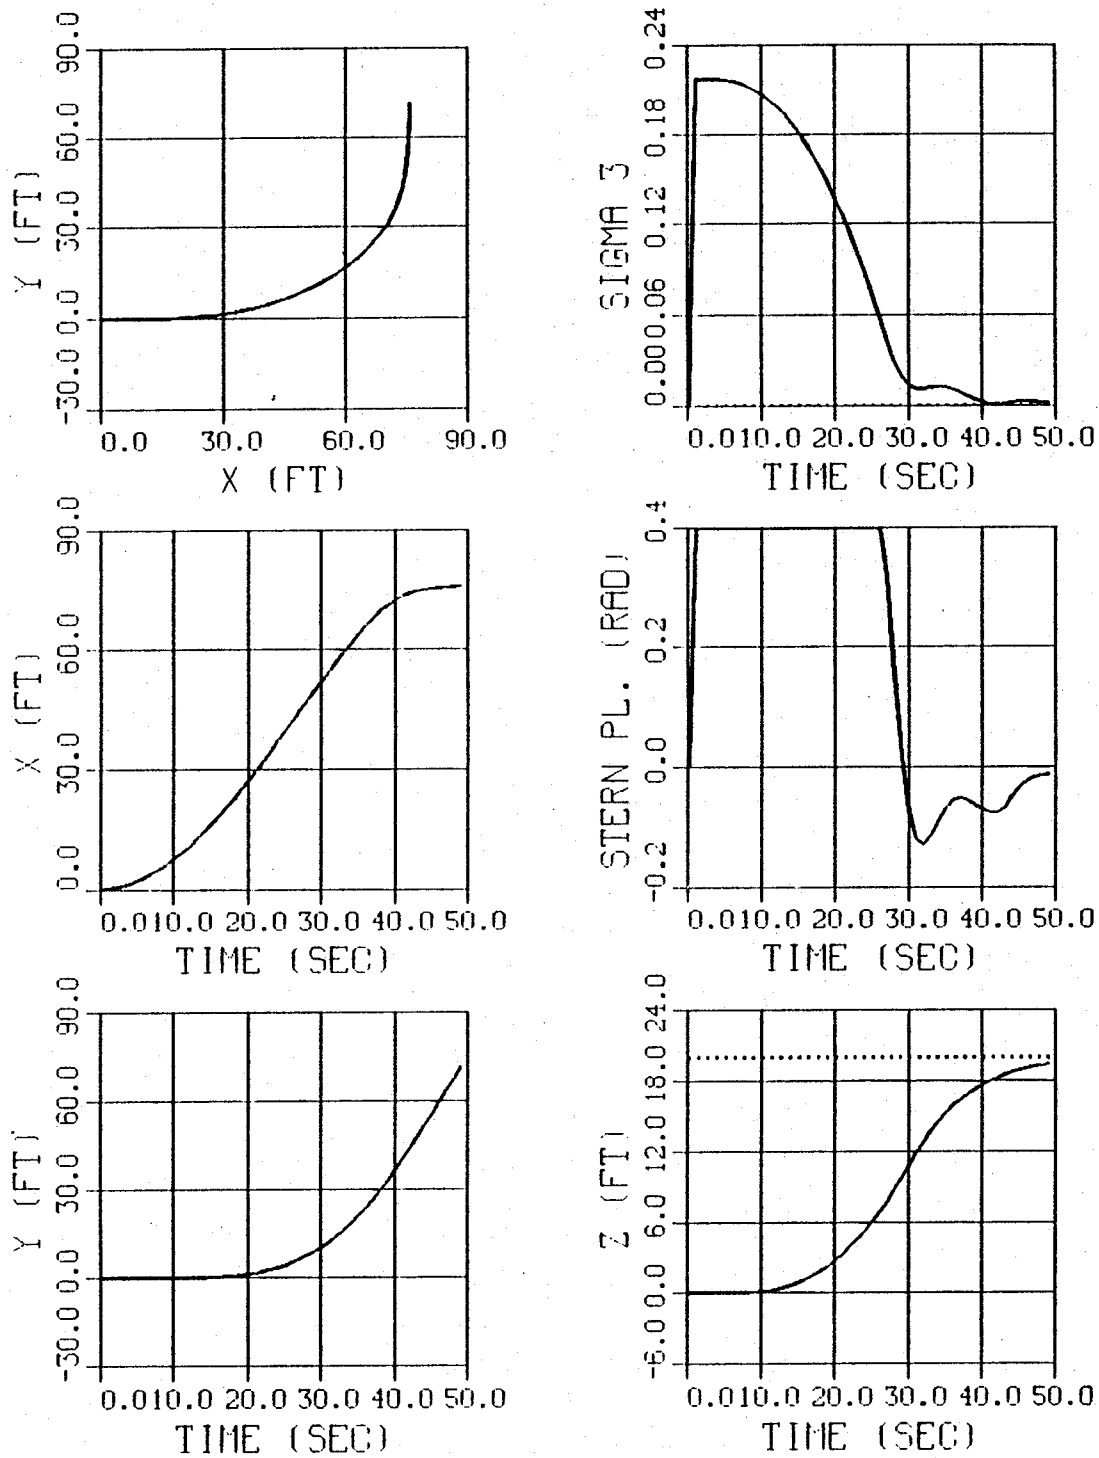 90.0
60.0
30.0
0.0
-30.0
Y (FT)
0.0 30.0 60.0 90.0
X (FT)
0.24
0.18
0.12
0.06
0.00
SIGMA 3
0.0 10.0 20.0 30.0 40.0 50.0
TIME (SEC)
90.0
60.0
30.0
0.0
X (FT)
0.0 10.0 20.0 30.0 40.0 50.0
TIME (SEC)
0.4
0.2
0.0
-0.2
STERN PL. (RAD)
0.0 10.0 20.0 30.0 40.0 50.0
TIME (SEC)
90.0
60.0
30.0
0.0
-30.0
Y (FT)
0.0 10.0 20.0 30.0 40.0 50.0
TIME (SEC)
24.0
18.0
12.0
6.0
0.0
-6.0
Z (FT)
0.0 10.0 20.0 30.0 40.0 50.0
TIME (SEC)